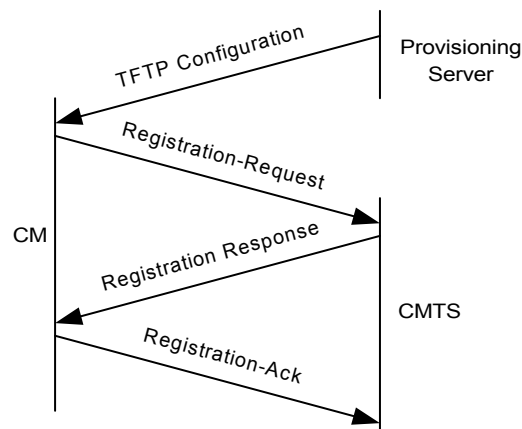 TFTP Configuration
Provisioning
Server
Registration-Request
CM
Registration Response
CMTS
Registration-Ack